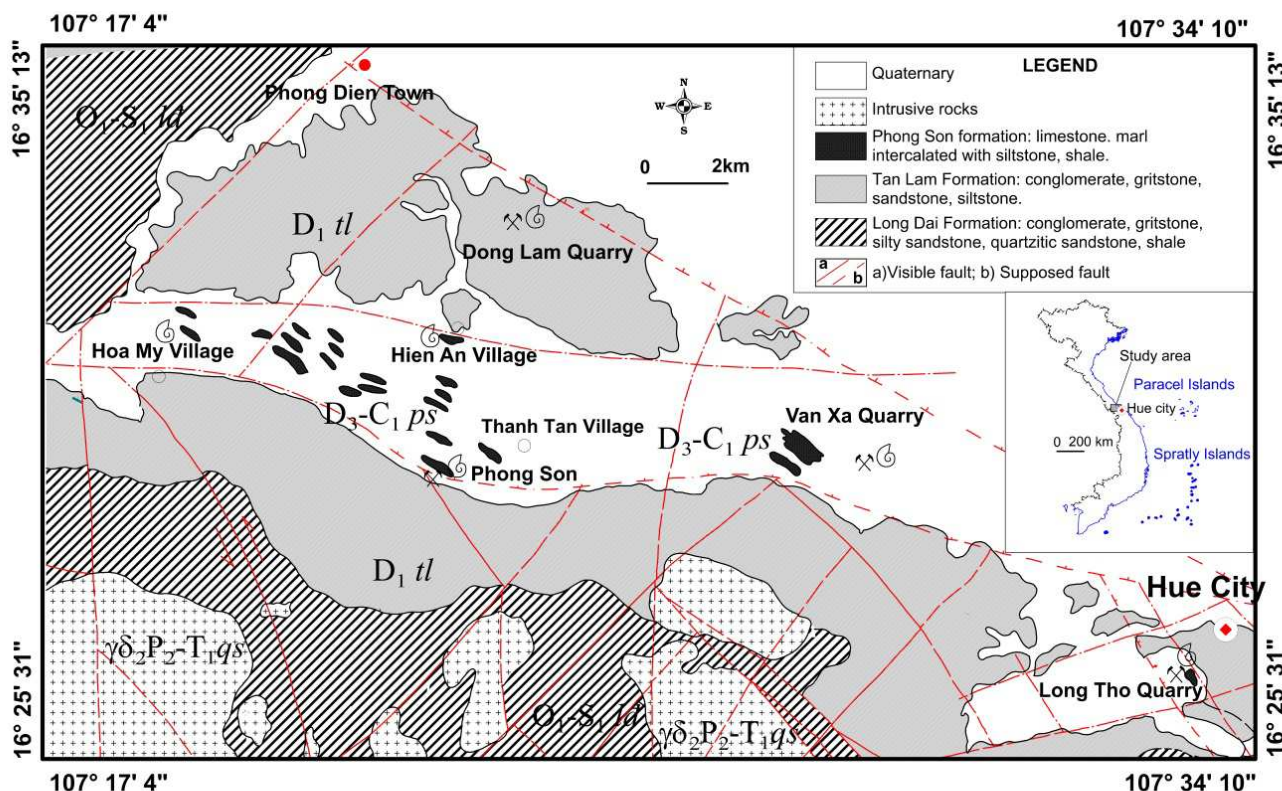 107° 17' 4"
107° 34' 10"
16° 35' 13"
16° 35' 13"
LEGEND
Quaternary
Intrusive rocks
Phong Son formation: limestone. marl
intercalated with siltstone, shale.
Tan Lam Formation: conglomerate, gritstone,
sandstone, siltstone.
Long Dai Formation: conglomerate, gritstone,
silty sandstone, quartzitic sandstone, shale
a
b
a)Visible fault; b) Supposed fault
N
W E
S
0 2km
Phong Dien Town
O₁-S₁ lđ
D₁ tl
Dong Lam Quarry
Hoa My Village
Hien An Village
D₃-C₁ ps
Thanh Tan Village
Phong Son
D₃-C₁ ps
Van Xa Quarry
Study area
Paracel Islands
Hue city
0 200 km
Spratly Islands
D₁ tl
Hue City
γδ₂P₂-T₁qs
O₁-S₁ lđ
γδ₂P₂-T₁qs
Long Tho Quarry
16° 25' 31"
16° 25' 31"
107° 17' 4"
107° 34' 10"